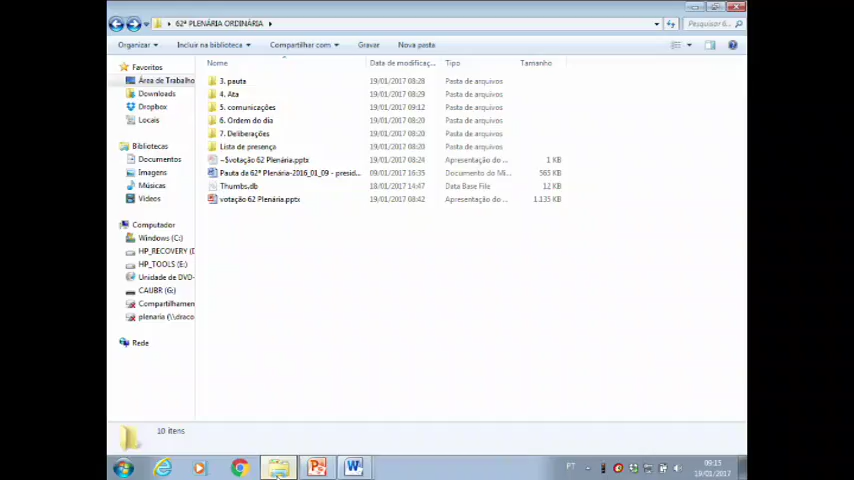 62ª PLENÁRIA ORDINÁRIA
Pesquisar 6...
Organizar
Incluir na biblioteca
Compartilhar com
Gravar
Nova pasta
Nome
Data de modificaç...
Tipo
Tamanho
Favoritos
Área de Trabalho
Downloads
Dropbox
Locais
Bibliotecas
Documentos
Imagens
Músicas
Vídeos
Computador
Windows (C:)
HP_RECOVERY (D
HP_TOOLS (E:)
Unidade de DVD-
CAUBR (G:)
Compartilhamen
plenaria (\\draco
Rede
3. pauta 19/01/2017 08:28 Pasta de arquivos
4. Ata 19/01/2017 08:29 Pasta de arquivos
5. comunicações 19/01/2017 09:12 Pasta de arquivos
6. Ordem do dia 19/01/2017 08:20 Pasta de arquivos
7. Deliberações 19/01/2017 08:20 Pasta de arquivos
Lista de presença 19/01/2017 08:20 Pasta de arquivos
~$votação 62 Plenária.pptx 19/01/2017 08:24 Apresentação do ... 1 KB
Pauta da 62ª Plenária-2016_01_09 - presid... 09/01/2017 16:35 Documento do Mi... 565 KB
Thumbs.db 18/01/2017 14:47 Data Base File 12 KB
votação 62 Plenária.pptx 19/01/2017 08:42 Apresentação do ... 1.135 KB
10 itens
PT
09:15
19/01/2017